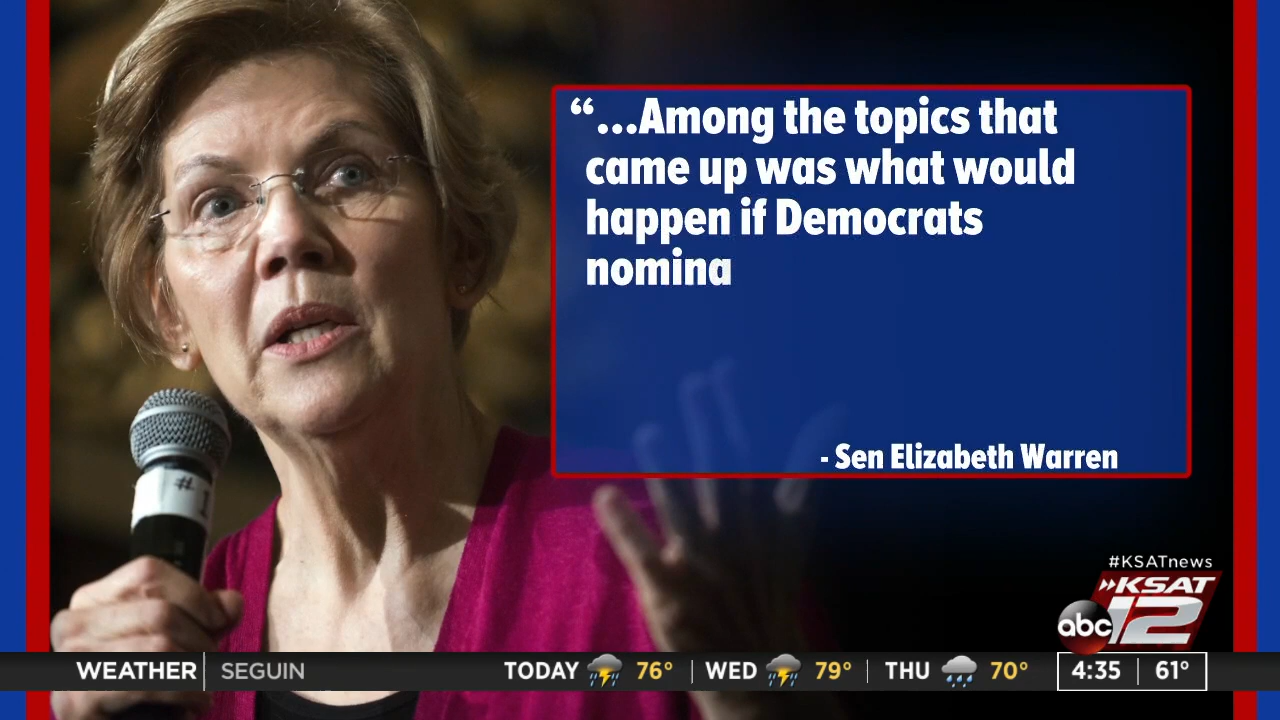 “...Among the topics that
came up was what would
happen if Democrats
nomina
- Sen Elizabeth Warren
#KSATnews
KSAT
abc 12
WEATHER SEGUIN TODAY 76° WED 79° THU 70° 4:35 61°
# 1